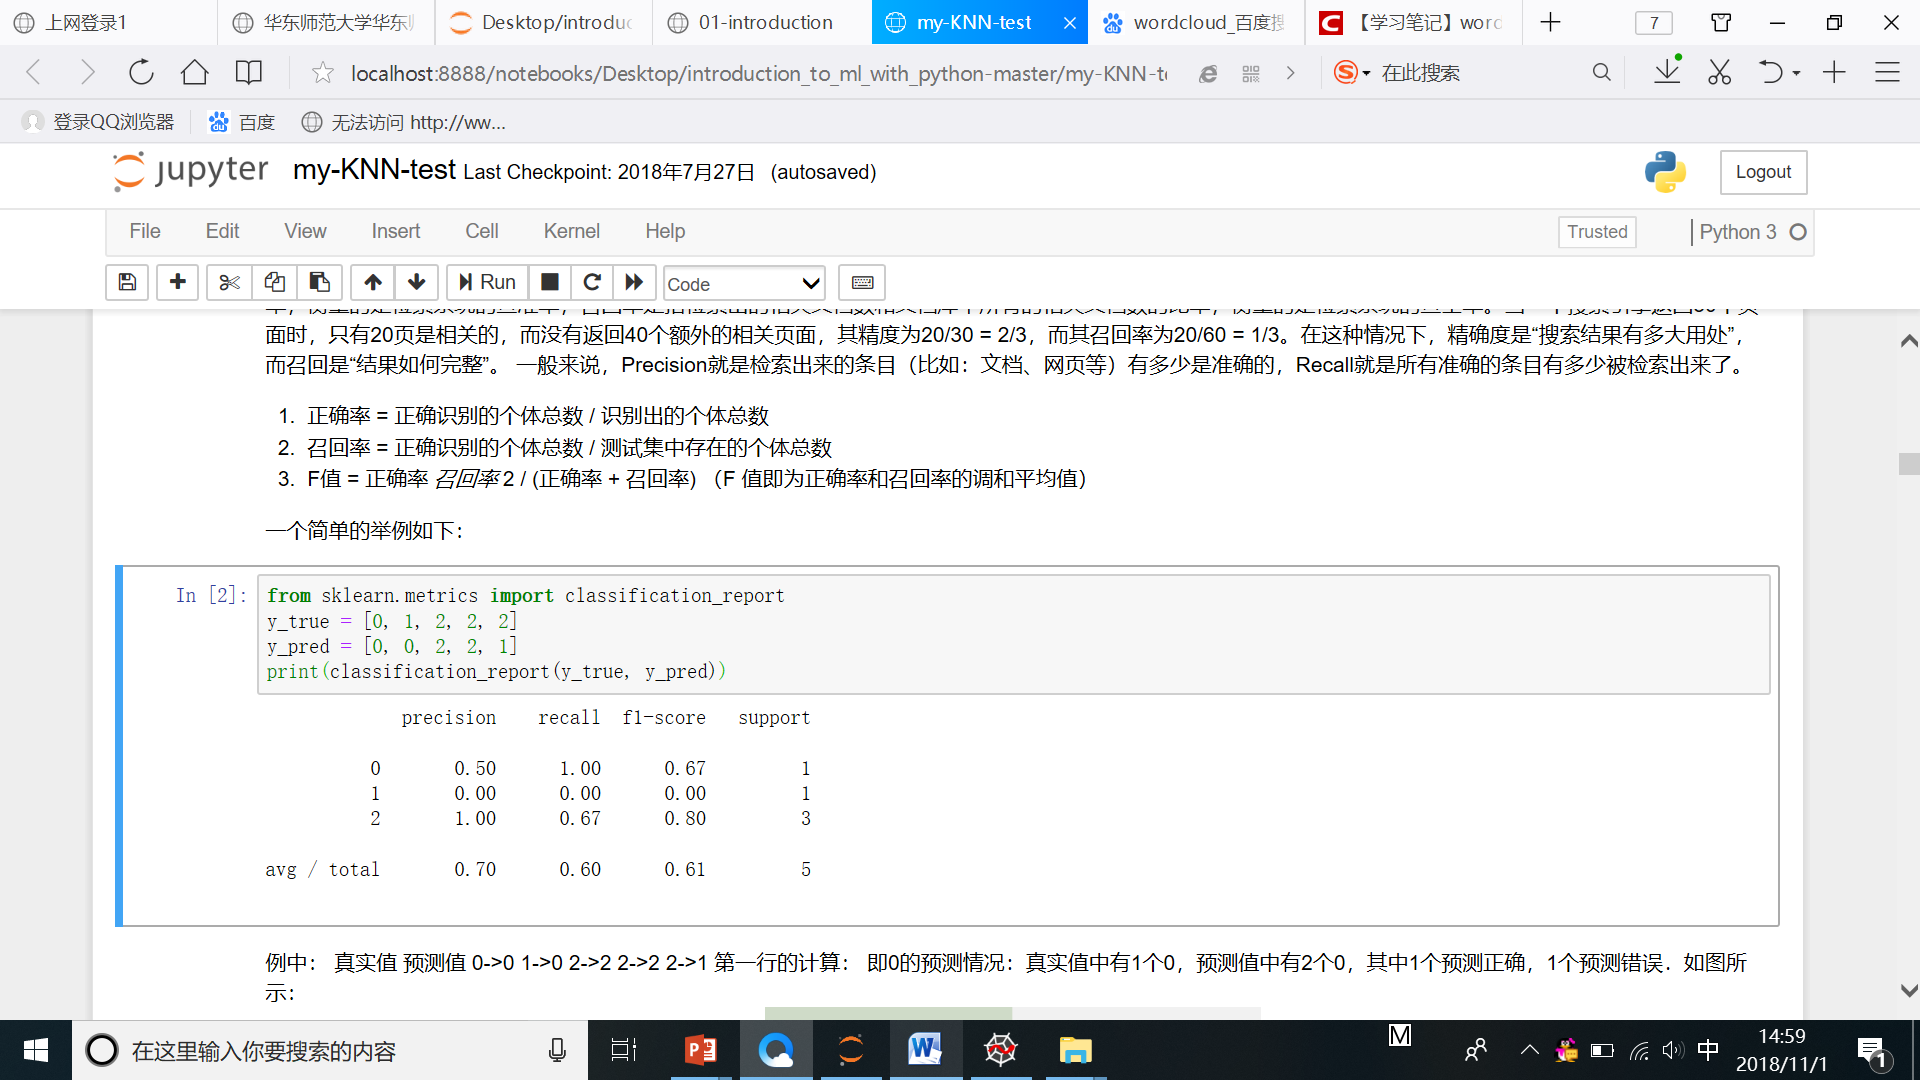 上网登录1
华东师范大学华东
Desktop/introduc
01-introduction
my-KNN-test
wordcloud_百度搜
【学习笔记】word
7
localhost:8888/notebooks/Desktop/introduction_to_ml_with_python-master/my-KNN-te
在此搜索
登录QQ浏览器
百度
无法访问 http://ww...
jupyter my-KNN-test Last Checkpoint: 2018年7月27日 (autosaved)
Logout
File Edit View Insert Cell Kernel Help
Trusted
Python 3
Run
Code
面时，只有20页是相关的，而没有返回40个额外的相关页面，其精度为20/30 = 2/3，而其召回率为20/60 = 1/3。在这种情况下，精确度是“搜索结果有多大用处”，
而召回是“结果如何完整”。 一般来说，Precision就是检索出来的条目（比如：文档、网页等）有多少是准确的，Recall就是所有准确的条目有多少被检索出来了。
1. 正确率 = 正确识别的个体总数 / 识别出的个体总数
2. 召回率 = 正确识别的个体总数 / 测试集中存在的个体总数
3. F值 = 正确率 召回率 2 / (正确率 + 召回率) （F 值即为正确率和召回率的调和平均值）
一个简单的举例如下：
In [2]:
from sklearn.metrics import classification_report
y_true = [0, 1, 2, 2, 2]
y_pred = [0, 0, 2, 2, 1]
print(classification_report(y_true, y_pred))
precision recall f1-score support
0 0.50 1.00 0.67 1
1 0.00 0.00 0.00 1
2 1.00 0.67 0.80 3
avg / total 0.70 0.60 0.61 5
例中： 真实值 预测值 0->0 1->0 2->2 2->2 2->1 第一行的计算： 即0的预测情况：真实值中有1个0，预测值中有2个0，其中1个预测正确，1个预测错误．如图所
示：
在这里输入你要搜索的内容
M
中
14:59
2018/11/1
1